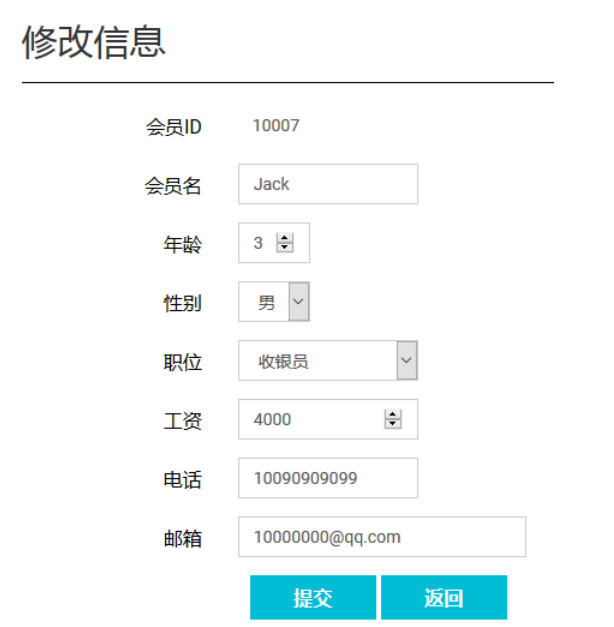 修改信息
会员ID 10007
会员名 Jack
年龄 3
性别 男
职位 收银员
工资 4000
电话 10090909099
邮箱 10000000@qq.com
提交 返回